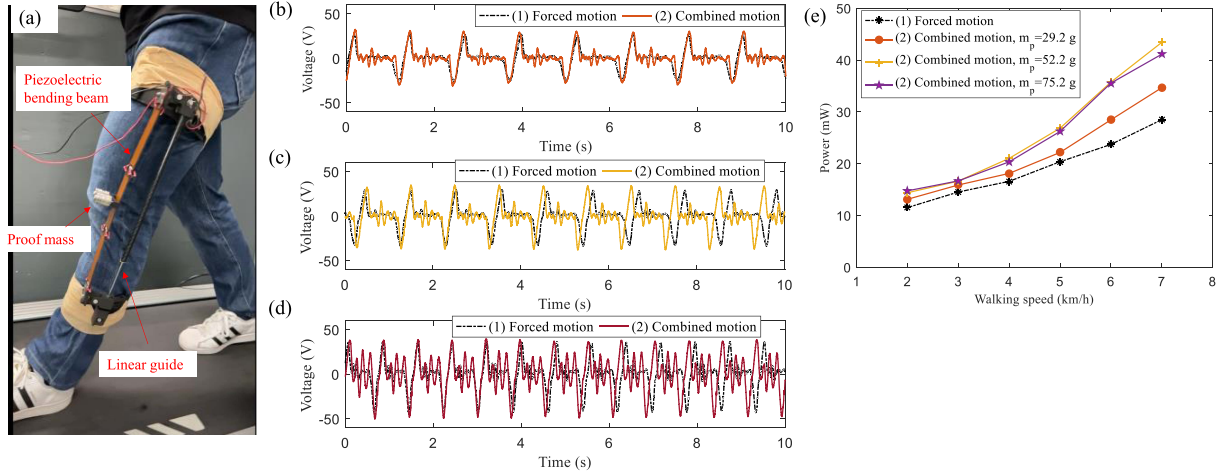 (a)
Piezoelectric
bending beam
Proof mass
Linear guide
(b)
(1) Forced motion (2) Combined motion
Voltage (V)
50
0
-50
0 2 4 6 8 10
Time (s)
(c)
(1) Forced motion (2) Combined motion
Voltage (V)
50
0
-50
0 2 4 6 8 10
Time (s)
(d)
(1) Forced motion (2) Combined motion
Voltage (V)
50
0
-50
0 2 4 6 8 10
Time (s)
(e)
(1) Forced motion
(2) Combined motion, mp=29.2 g
(2) Combined motion, mp=52.2 g
(2) Combined motion, mp=75.2 g
Power (mW)
50
40
30
20
10
0
1 2 3 4 5 6 7 8
Walking speed (km/h)